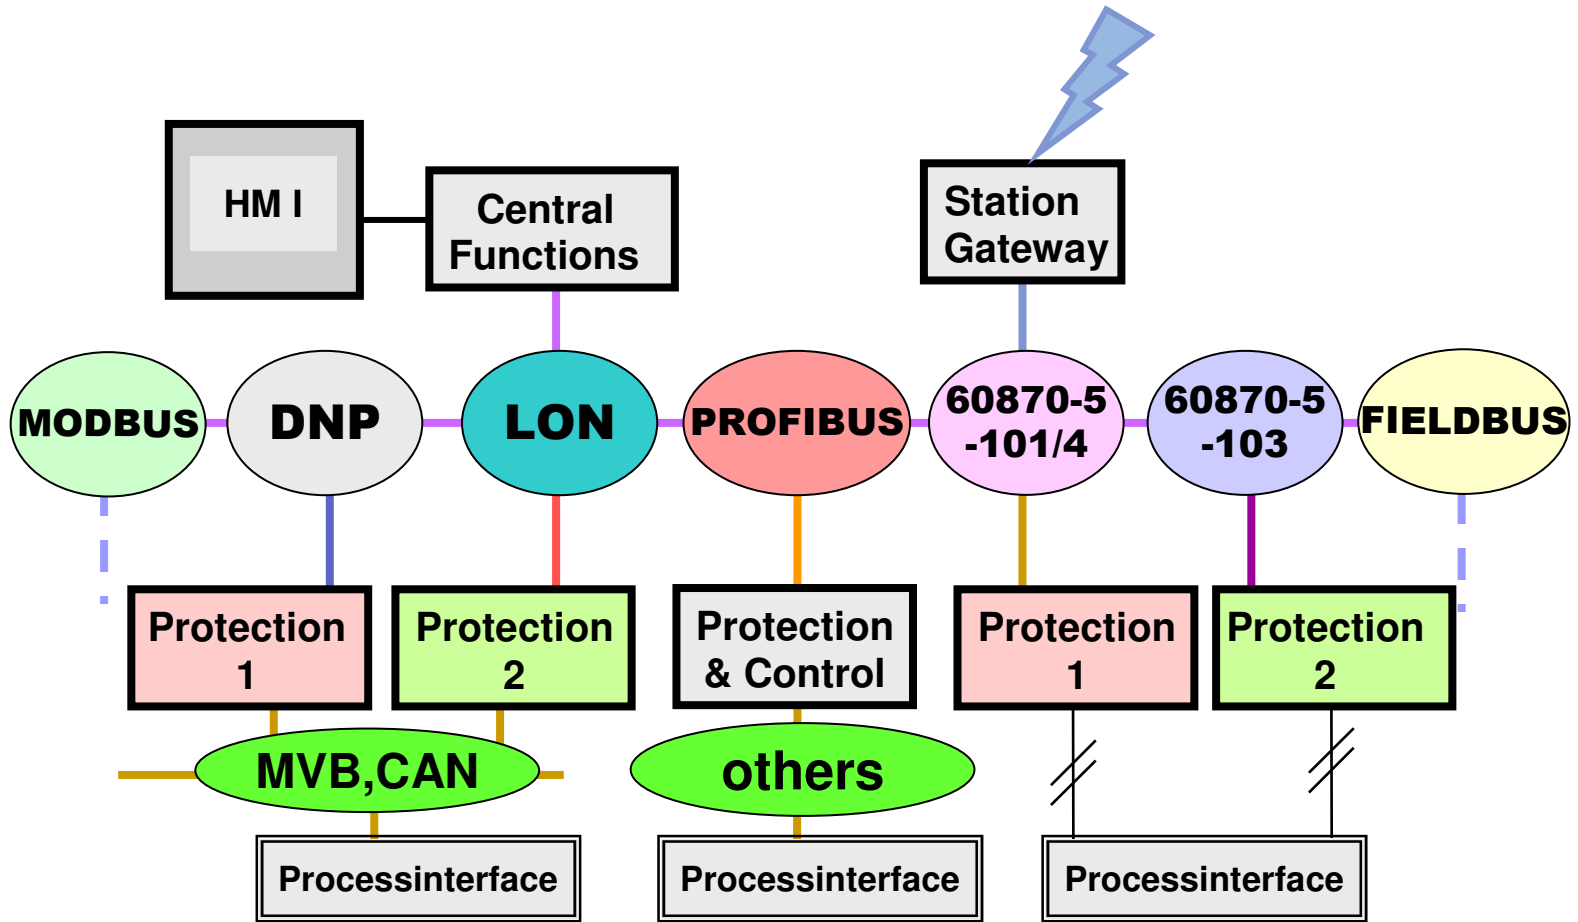 HM I
Central
Functions
Station
Gateway
MODBUS
DNP
LON
PROFIBUS
60870-5
-101/4
60870-5
-103
FIELDBUS
Protection
1
Protection
2
Protection
& Control
Protection
1
Protection
2
MVB,CAN
others
Processinterface
Processinterface
Processinterface